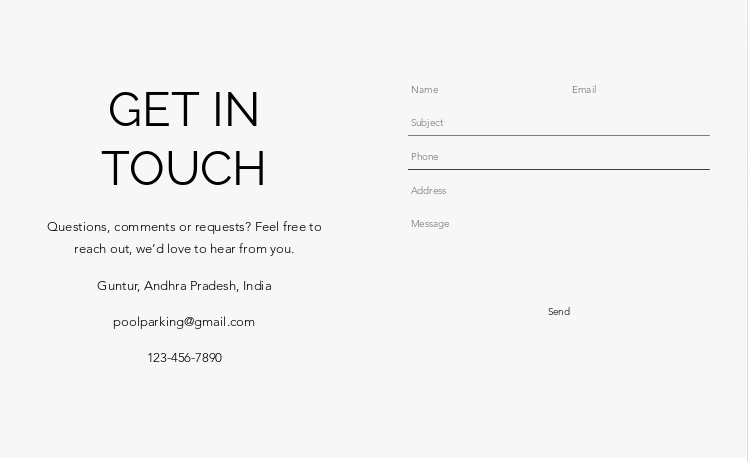 GET IN
TOUCH
Questions, comments or requests? Feel free to
reach out, we’d love to hear from you.
Guntur, Andhra Pradesh, India
poolparking@gmail.com
123-456-7890
Name Email
Subject
Phone
Address
Message
Send